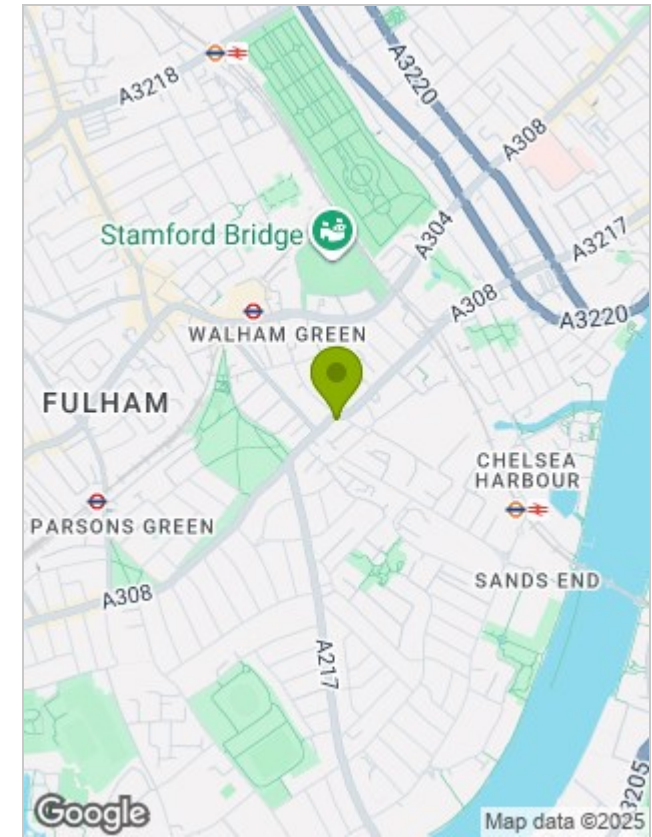 A3218
A3220
A308
Stamford Bridge
A304
A3217
A308
WALHAM GREEN
A3220
FULHAM
CHELSEA
HARBOUR
PARSONS GREEN
SANDS END
A308
A217
3205
Google
Map data ©2025